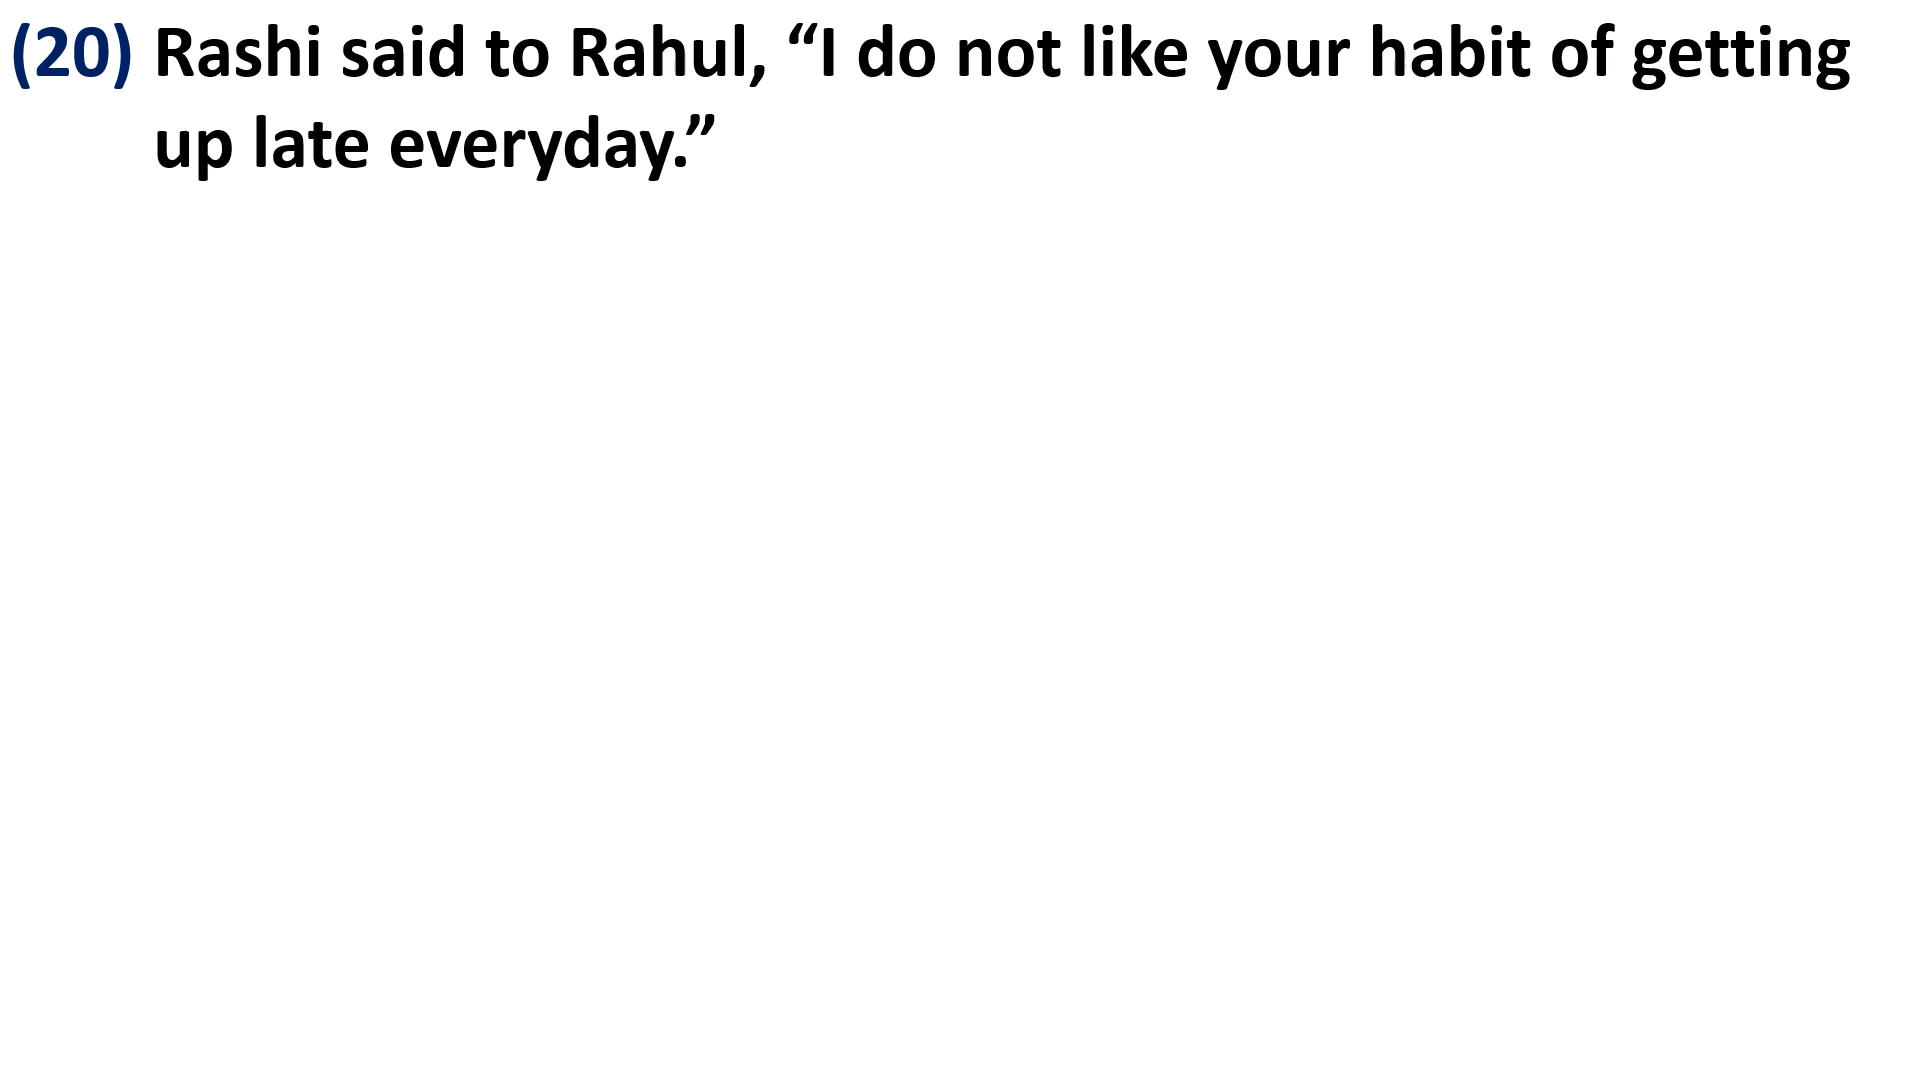 (20) Rashi said to Rahul, “I do not like your habit of getting
up late everyday.”